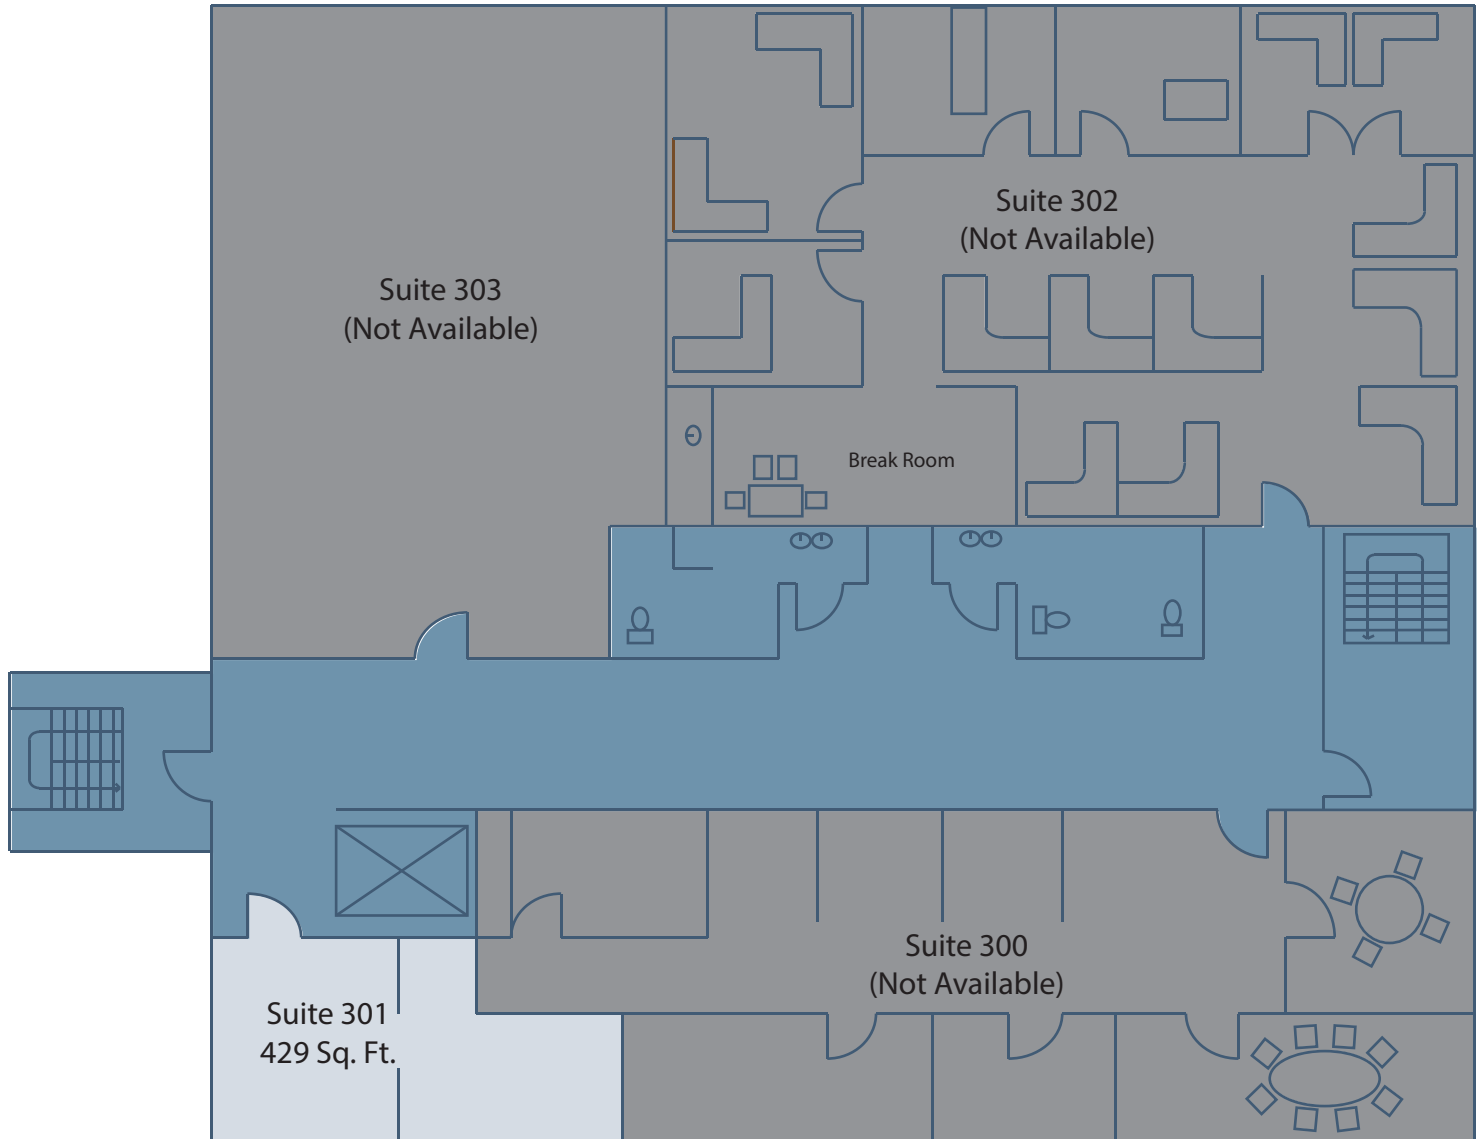 Suite 302
(Not Available)
Suite 303
(Not Available)
Break Room
Suite 300
(Not Available)
Suite 301
429 Sq. Ft.